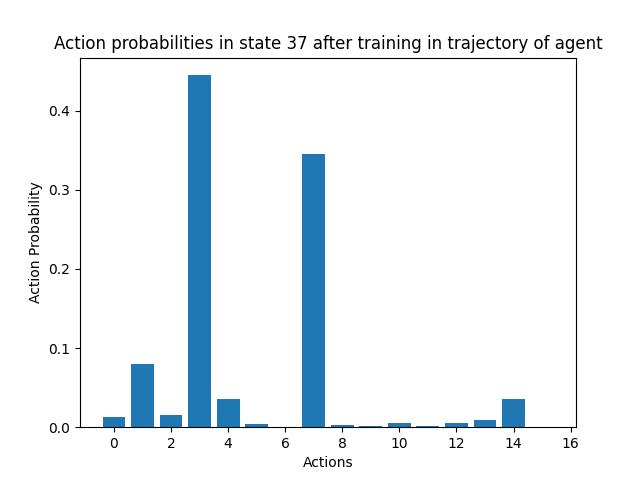 Action probabilities in state 37 after training in trajectory of agent
Action Probability
0.4
0.3
0.2
0.1
0.0
0 2 4 6 8 10 12 14 16
Actions